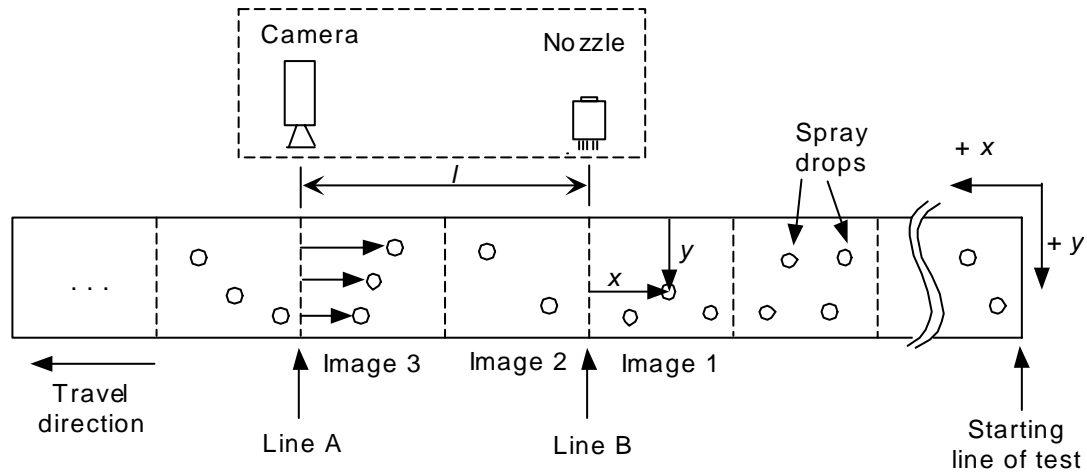 Camera
Nozzle
l
Spray
drops
+ x
+ y
y
x
. . .
Image 3
Image 2
Image 1
Travel
direction
Line A
Line B
Starting
line of test